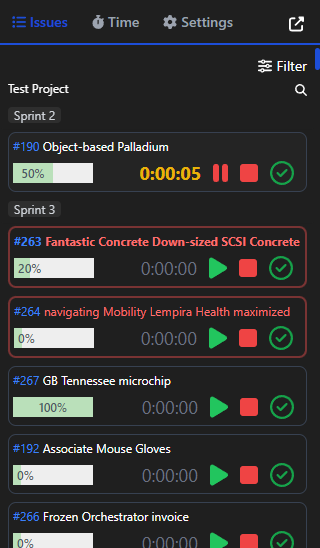 Issues Time Settings
Filter
Test Project
Sprint 2
#190 Object-based Palladium
50% 0:00:05
Sprint 3
#263 Fantastic Concrete Down-sized SCSI Concrete
20% 0:00:00
#264 navigating Mobility Lempira Health maximized
0% 0:00:00
#267 GB Tennessee microchip
100% 0:00:00
#192 Associate Mouse Gloves
0% 0:00:00
#266 Frozen Orchestrator invoice
0% 0:00:00